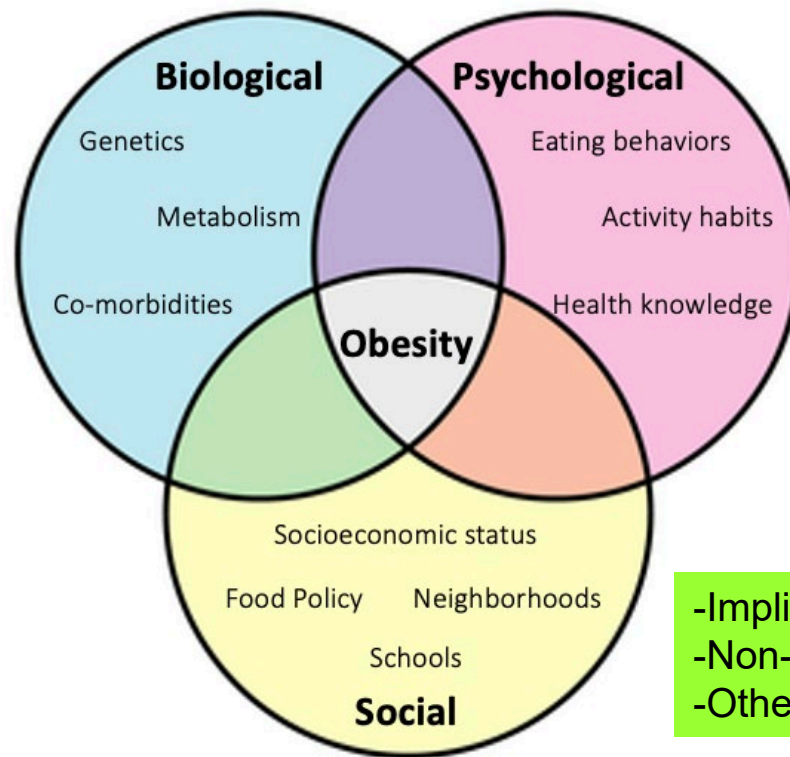 Biological
Psychological
Genetics
Eating behaviors
Metabolism
Activity habits
Co-morbidities
Health knowledge
Obesity
Socioeconomic status
Food Policy
Neighborhoods
Schools
Social